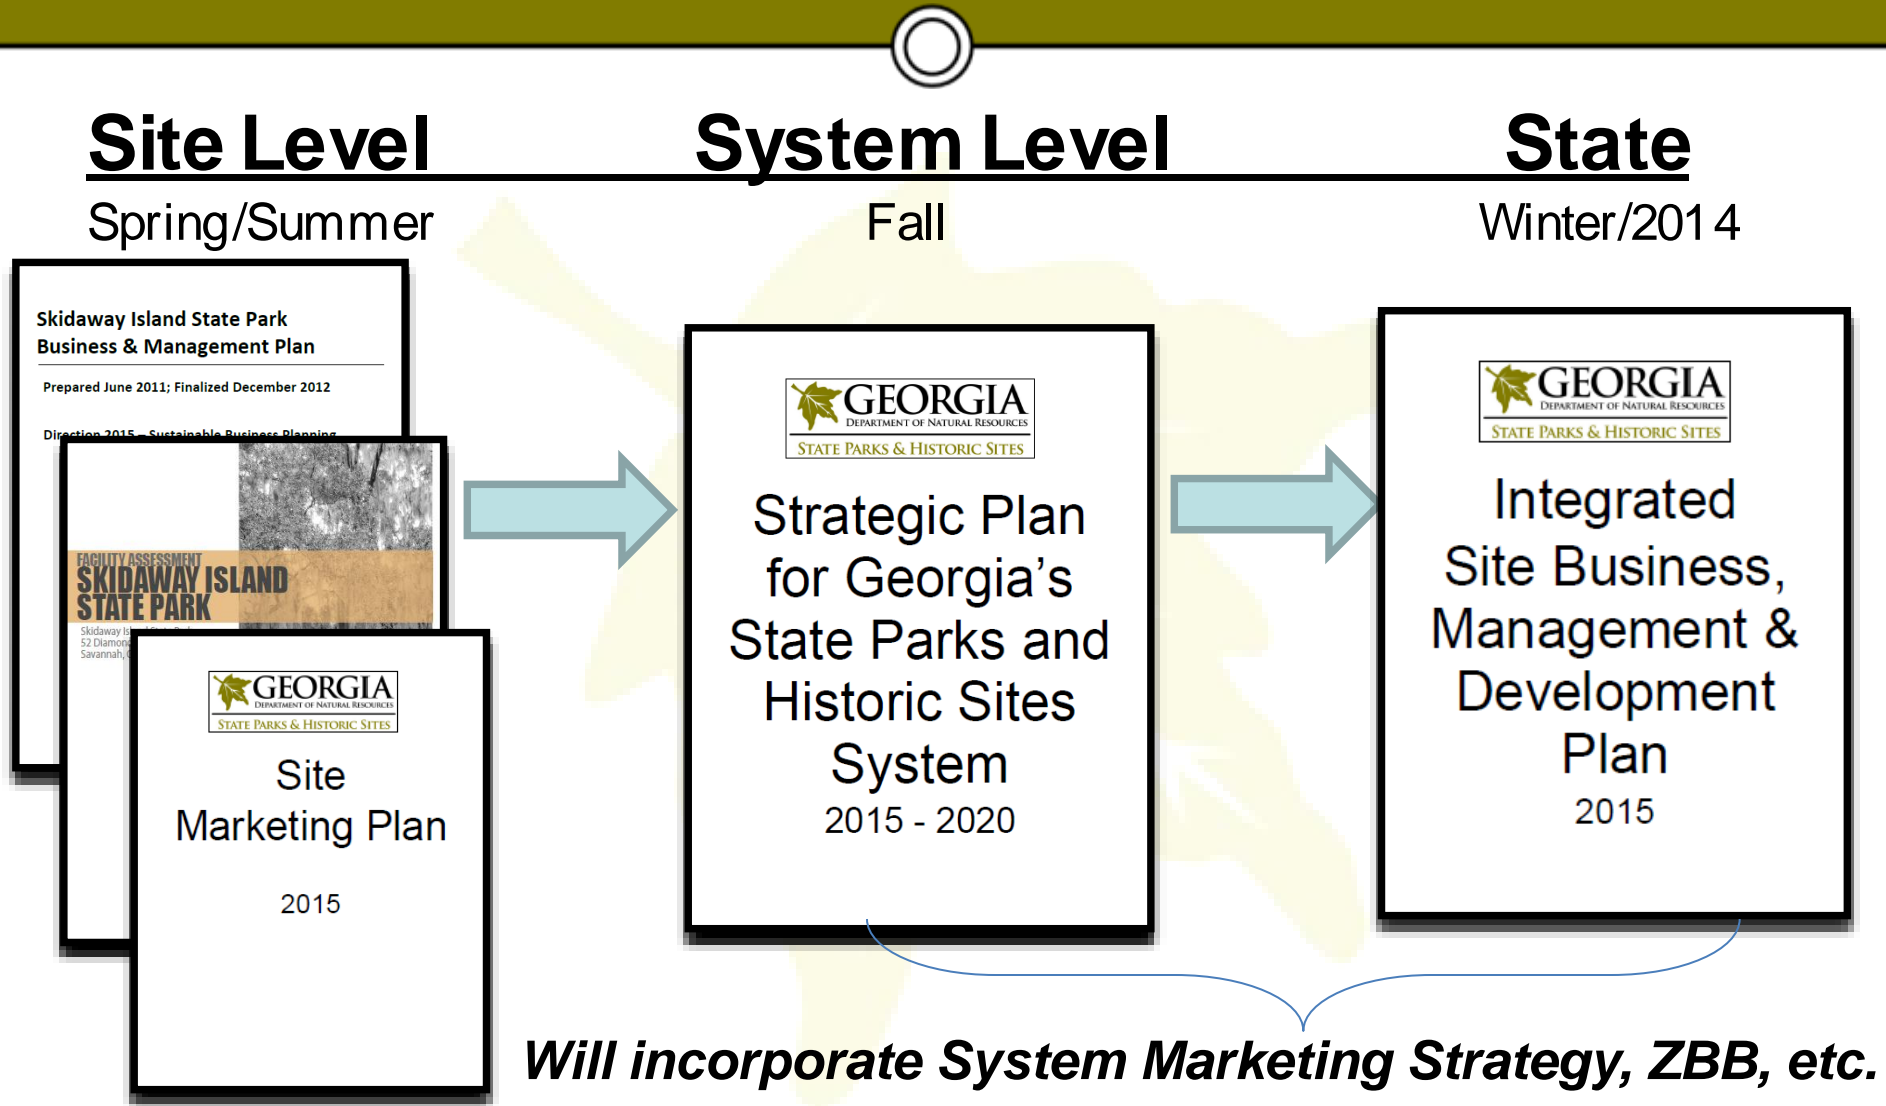 Site Level
System Level
State
Spring/Summer
Fall
Winter/2014
Skidaway Island State Park
Business & Management Plan
Prepared June 2011; Finalized December 2012
Direction 2015 – Sustainable Business Planning
FACILITY ASSESSMENT
SKIDAWAY ISLAND
STATE PARK
Skidaway
52 Diamond
Savannah,
GEORGIA
DEPARTMENT OF NATURAL RESOURCES
STATE PARKS & HISTORIC SITES
Site
Marketing Plan
2015
GEORGIA
DEPARTMENT OF NATURAL RESOURCES
STATE PARKS & HISTORIC SITES
Strategic Plan
for Georgia's
State Parks and
Historic Sites
System
2015 - 2020
GEORGIA
DEPARTMENT OF NATURAL RESOURCES
STATE PARKS & HISTORIC SITES
Integrated
Site Business,
Management &
Development
Plan
2015
Will incorporate System Marketing Strategy, ZBB, etc.